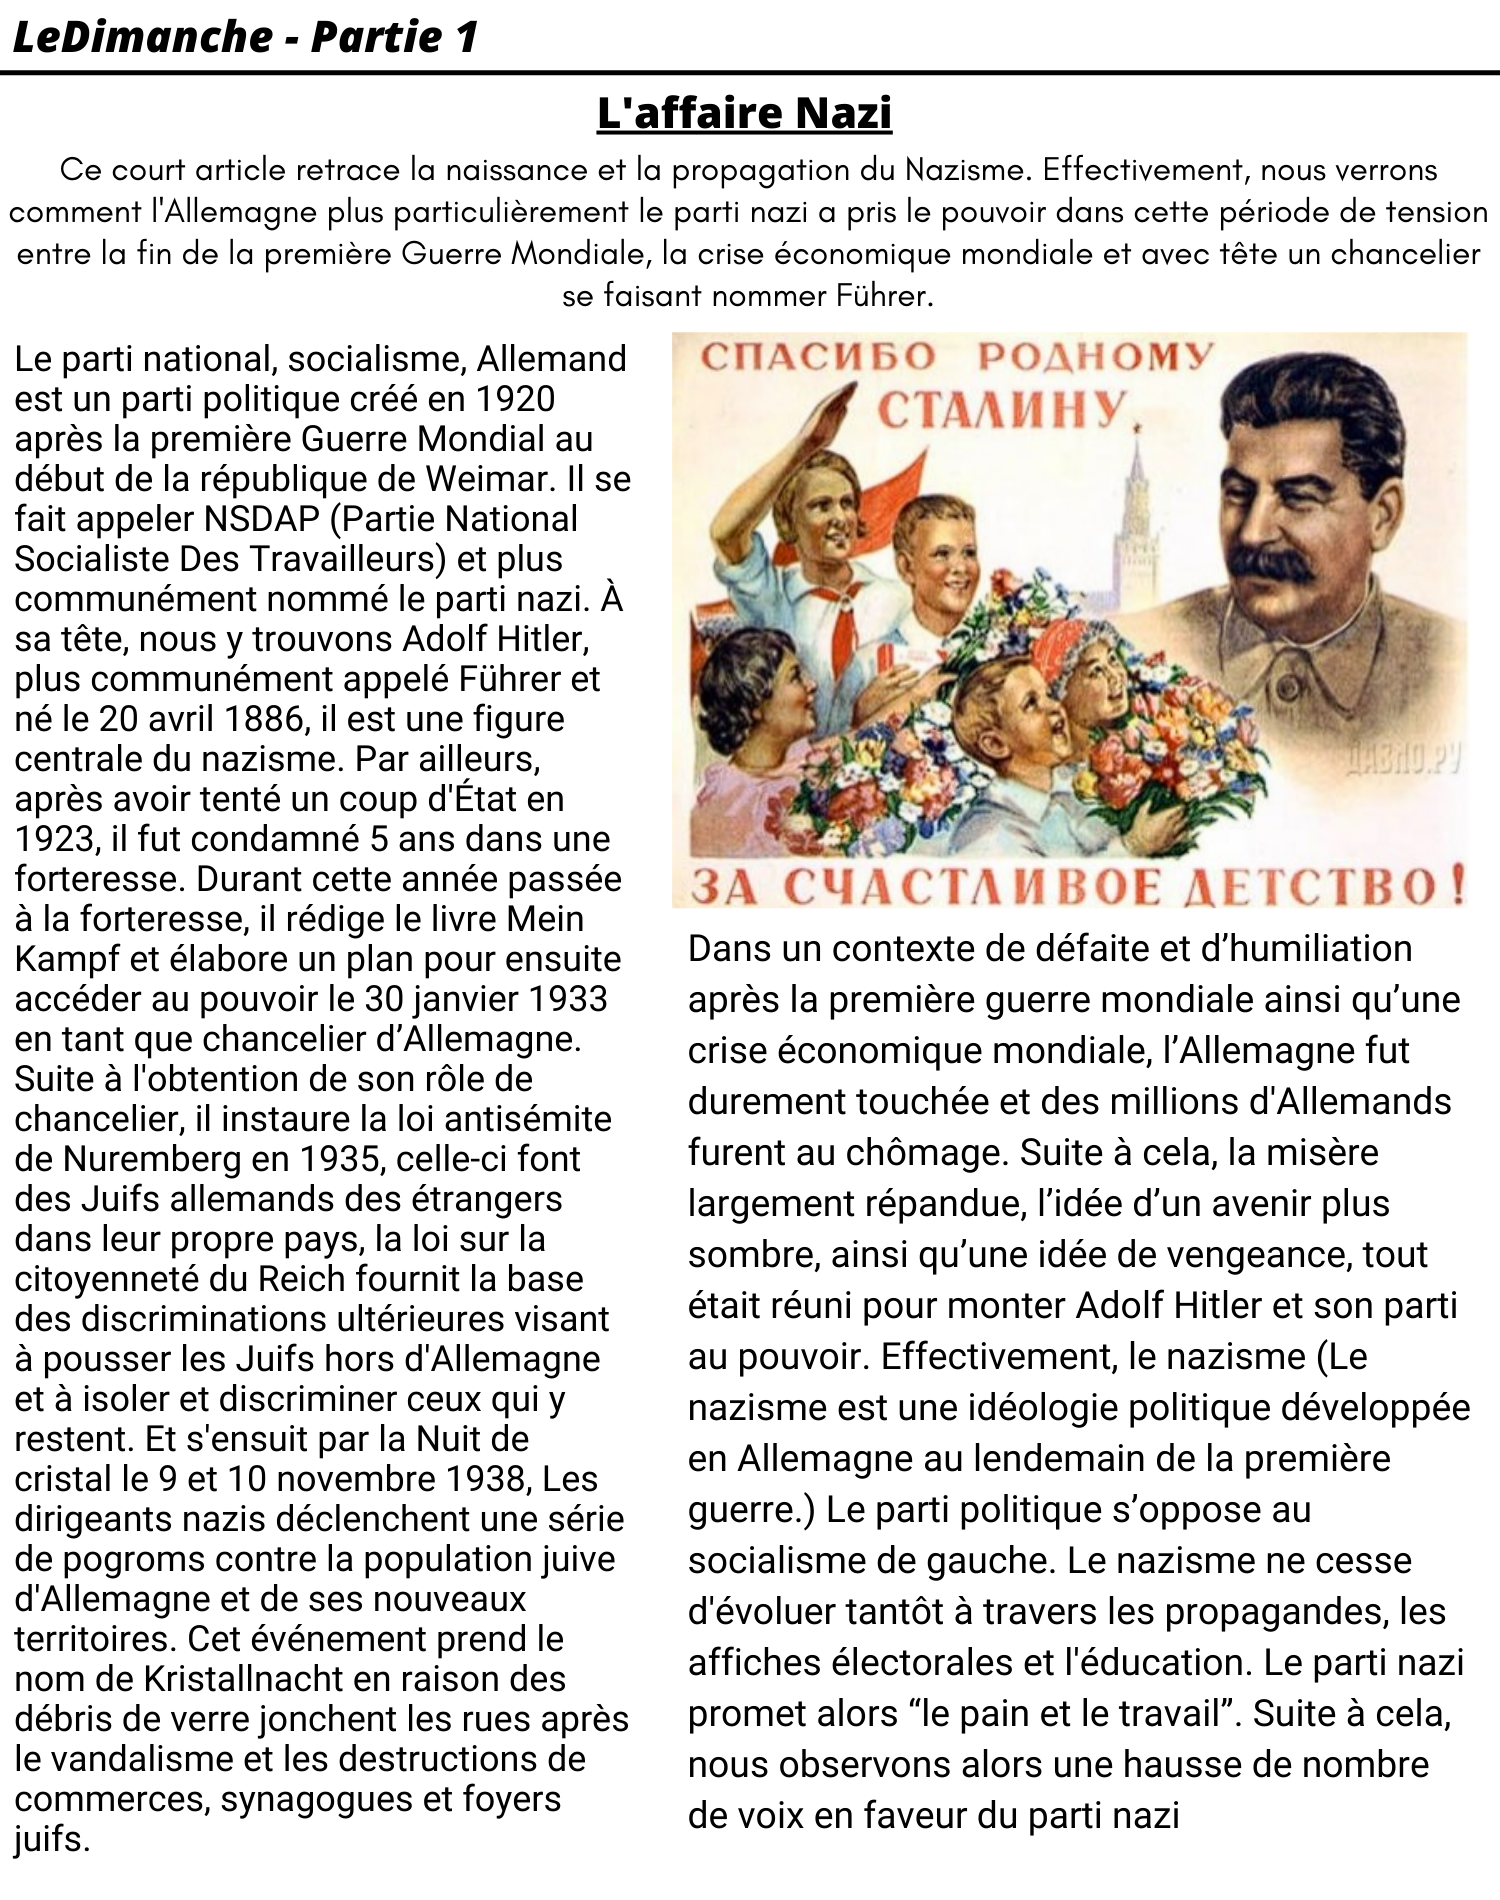 LeDimanche - Partie 1
L'affaire Nazi
Ce court article retrace la naissance et la propagation du Nazisme. Effectivement, nous verrons
comment l'Allemagne plus particulièrement le parti nazi a pris le pouvoir dans cette période de tension
entre la fin de la première Guerre Mondiale, la crise économique mondiale et avec tête un chancelier
se faisant nommer Führer.
Le parti national, socialisme, Allemand
est un parti politique créé en 1920
après la première Guerre Mondial au
début de la république de Weimar. Il se
fait appeler NSDAP (Partie National
Socialiste Des Travailleurs) et plus
communément nommé le parti nazi. À
sa tête, nous y trouvons Adolf Hitler,
plus communément appelé Führer et
né le 20 avril 1886, il est une figure
centrale du nazisme. Par ailleurs,
après avoir tenté un coup d'État en
1923, il fut condamné 5 ans dans une
forteresse. Durant cette année passée
à la forteresse, il rédige le livre Mein
Kampf et élabore un plan pour ensuite
accéder au pouvoir le 30 janvier 1933
en tant que chancelier d’Allemagne.
Suite à l'obtention de son rôle de
chancelier, il instaure la loi antisémite
de Nuremberg en 1935, celle-ci font
des Juifs allemands des étrangers
dans leur propre pays, la loi sur la
citoyenneté du Reich fournit la base
des discriminations ultérieures visant
à pousser les Juifs hors d'Allemagne
et à isoler et discriminer ceux qui y
restent. Et s'ensuit par la Nuit de
cristal le 9 et 10 novembre 1938, Les
dirigeants nazis déclenchent une série
de pogroms contre la population juive
d'Allemagne et de ses nouveaux
territoires. Cet événement prend le
nom de Kristallnacht en raison des
débris de verre jonchent les rues après
le vandalisme et les destructions de
commerces, synagogues et foyers
juifs.
СПАСИБО РОДНОМУ
СТАЛИНУ
ДАВНО.РУ
ЗА СЧАСТЛИВОЕ ДЕТСТВО!
Dans un contexte de défaite et d’humiliation
après la première guerre mondiale ainsi qu’une
crise économique mondiale, l’Allemagne fut
durement touchée et des millions d'Allemands
furent au chômage. Suite à cela, la misère
largement répandue, l’idée d’un avenir plus
sombre, ainsi qu’une idée de vengeance, tout
était réuni pour monter Adolf Hitler et son parti
au pouvoir. Effectivement, le nazisme (Le
nazisme est une idéologie politique développée
en Allemagne au lendemain de la première
guerre.) Le parti politique s’oppose au
socialisme de gauche. Le nazisme ne cesse
d'évoluer tantôt à travers les propagandes, les
affiches électorales et l'éducation. Le parti nazi
promet alors “le pain et le travail”. Suite à cela,
nous observons alors une hausse de nombre
de voix en faveur du parti nazi